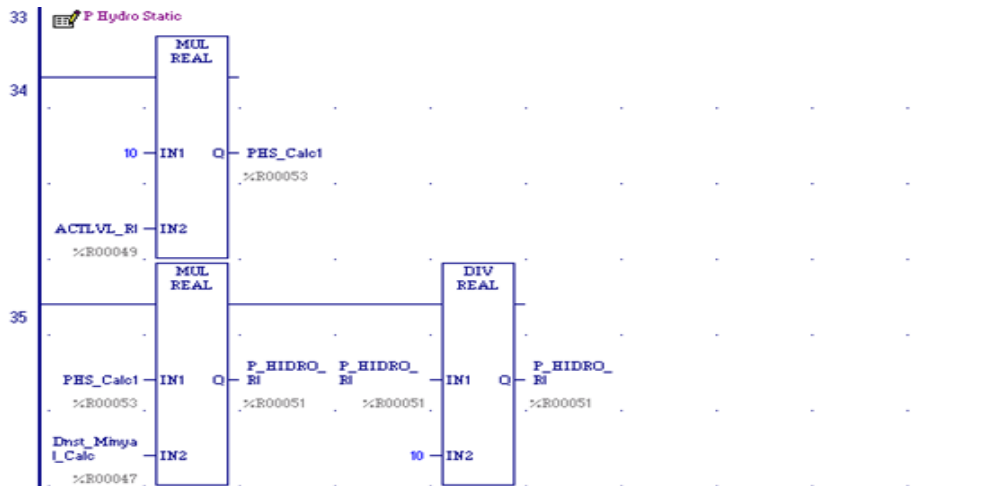 33
P Hydro Static
MUL
REAL
34
10
IN1
Q
PHS_Calc1
%R00053
ACTLVL_RI
IN2
%R00049
MUL
REAL
DIV
REAL
35
PHS_Calc1
IN1
Q
P_HIDRO_
RI
P_HIDRO_
RI
IN1
Q
P_HIDRO_
RI
%R00053
%R00051
%R00051
%R00051
Dnst_Minya
l_Calc
IN2
10
IN2
%R00047